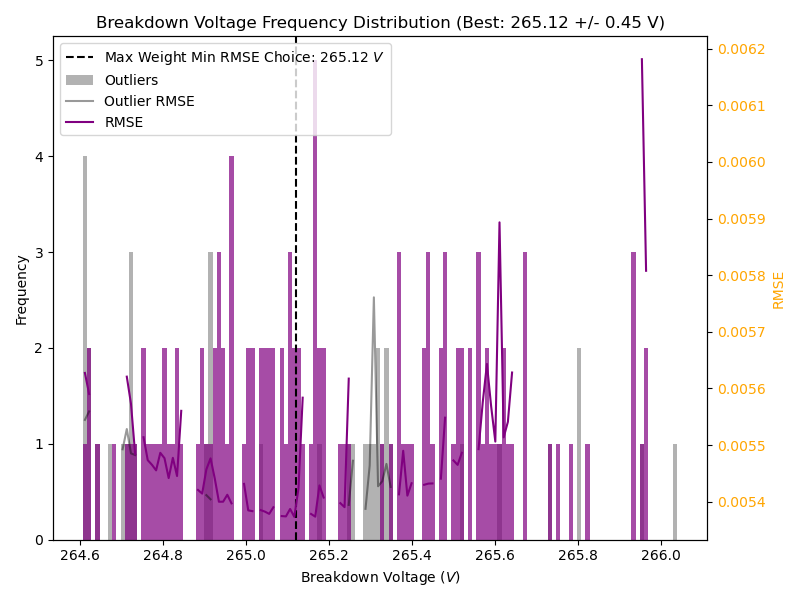 Breakdown Voltage Frequency Distribution (Best: 265.12 +/- 0.45 V)
Max Weight Min RMSE Choice: 265.12 V
Outliers
Outlier RMSE
RMSE
5
4
3
2
1
0
Frequency
0.0062
0.0061
0.0060
0.0059
0.0058
0.0057
0.0056
0.0055
0.0054
RMSE
264.6 264.8 265.0 265.2 265.4 265.6 265.8 266.0
Breakdown Voltage (V)